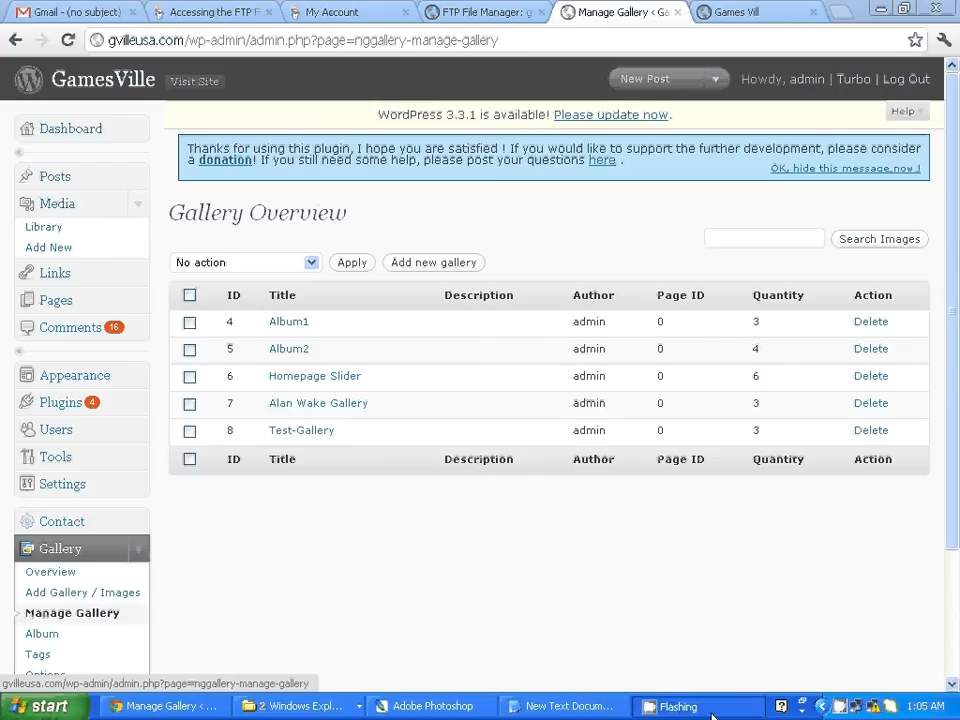 Gmail - (no subject)
Accessing the FTP F
My Account
FTP File Manager: g
Manage Gallery ‹ Ga
Games Vill
gvilleusa.com/wp-admin/admin.php?page=nggallery-manage-gallery
GamesVille
Visit Site
New Post
Howdy, admin | Turbo | Log Out
WordPress 3.3.1 is available! Please update now.
Help
Thanks for using this plugin, I hope you are satisfied ! If you would like to support the further development, please consider a
donation! If you still need some help, please post your questions here .
OK, hide this message now !
Dashboard
Posts
Media
Library
Add New
Links
Pages
Comments 16
Appearance
Plugins 4
Users
Tools
Settings
Contact
Gallery
Overview
Add Gallery / Images
Manage Gallery
Album
Tags
Options
Gallery Overview
Search Images
No action
Apply
Add new gallery
ID Title Description Author Page ID Quantity Action
4 Album1 admin 0 3 Delete
5 Album2 admin 0 4 Delete
6 Homepage Slider admin 0 6 Delete
7 Alan Wake Gallery admin 0 3 Delete
8 Test-Gallery admin 0 3 Delete
ID Title Description Author Page ID Quantity Action
gvilleusa.com/wp-admin/admin.php?page=nggallery-manage-gallery
start
Manage Gallery ‹ ...
2 Windows Expl...
Adobe Photoshop
New Text Docum...
Flashing
1:05 AM